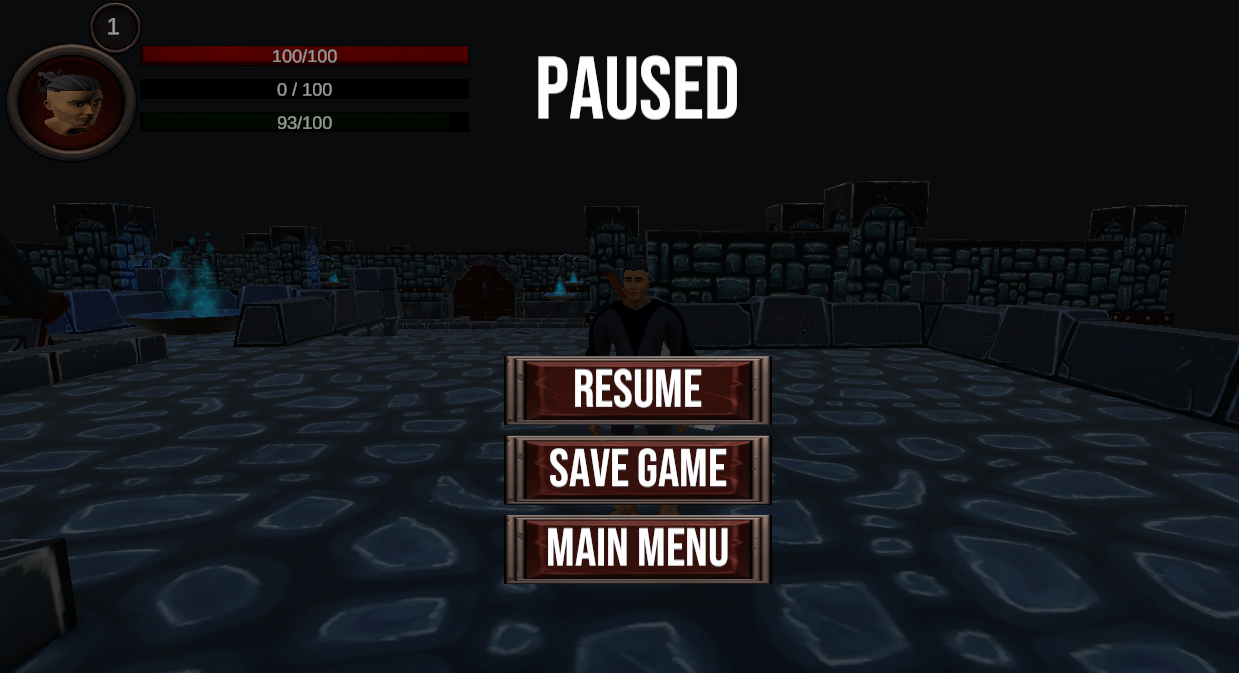 1
100/100
0 / 100
93/100
PAUSED
RESUME
SAVE GAME
MAIN MENU